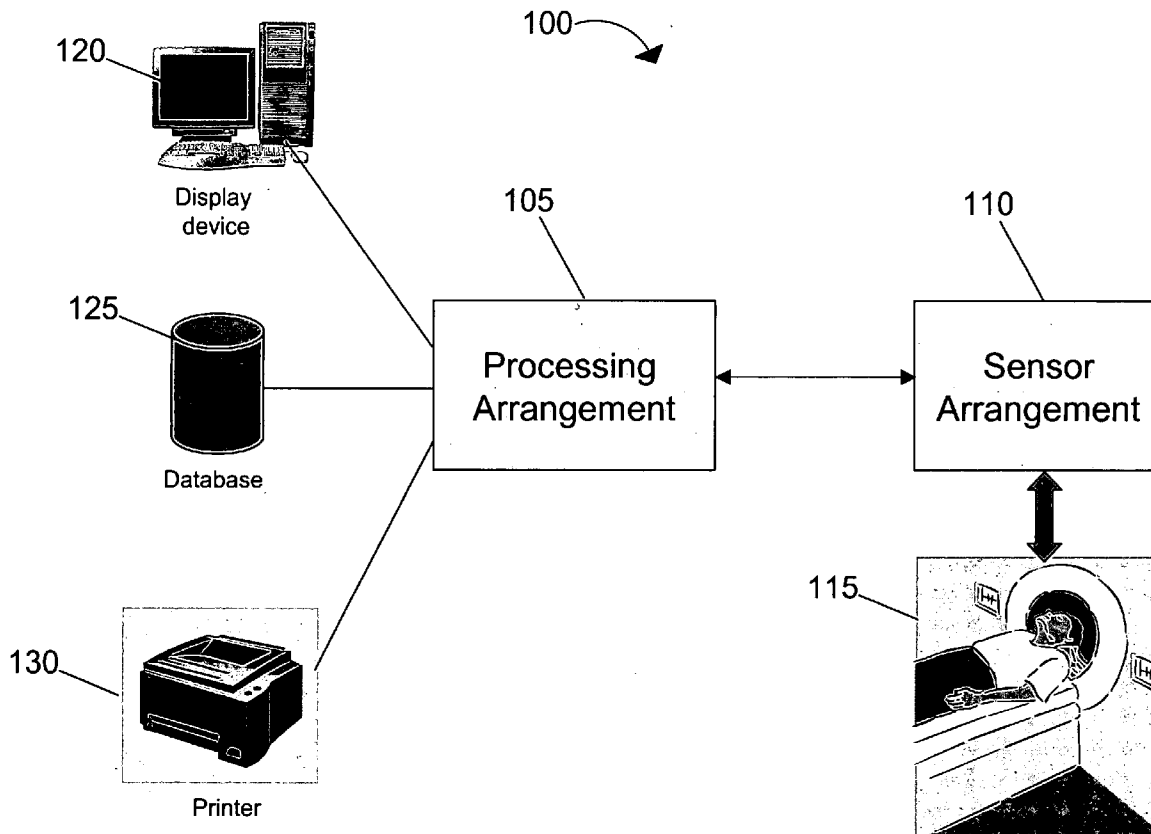 100
120
Display
device
105
110
125
Processing
Arrangement
Sensor
Arrangement
Database
115
130
Printer